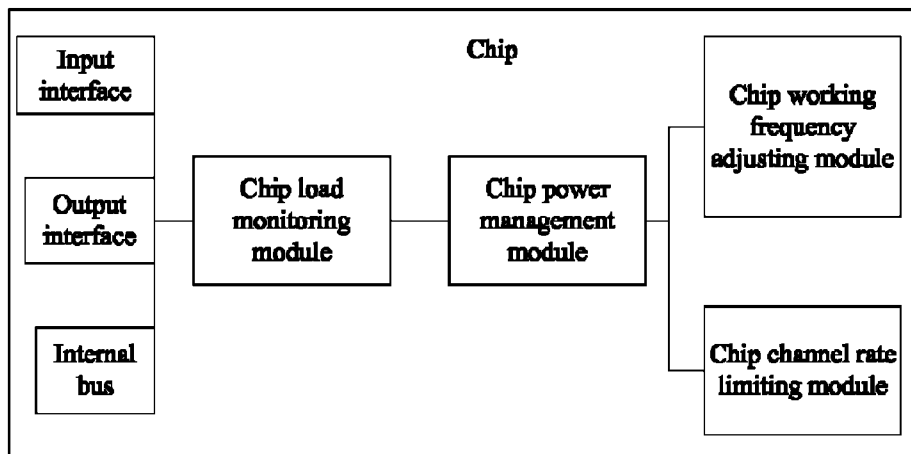 Chip
Input
interface
Output
interface
Internal
bus
Chip load
monitoring
module
Chip power
management
module
Chip working
frequency
adjusting module
Chip channel rate
limiting module